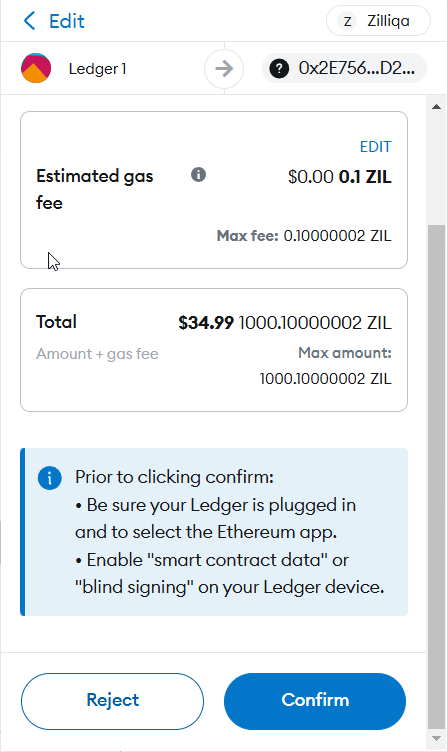 Edit
Z Zilliqa
Ledger 1
? 0x2E756...D2...
EDIT
Estimated gas fee
i
$0.00 0.1 ZIL
Max fee: 0.10000002 ZIL
Total
$34.99 1000.10000002 ZIL
Amount + gas fee
Max amount:
1000.10000002 ZIL
i
Prior to clicking confirm:
• Be sure your Ledger is plugged in
and to select the Ethereum app.
• Enable "smart contract data" or
"blind signing" on your Ledger device.
Reject
Confirm